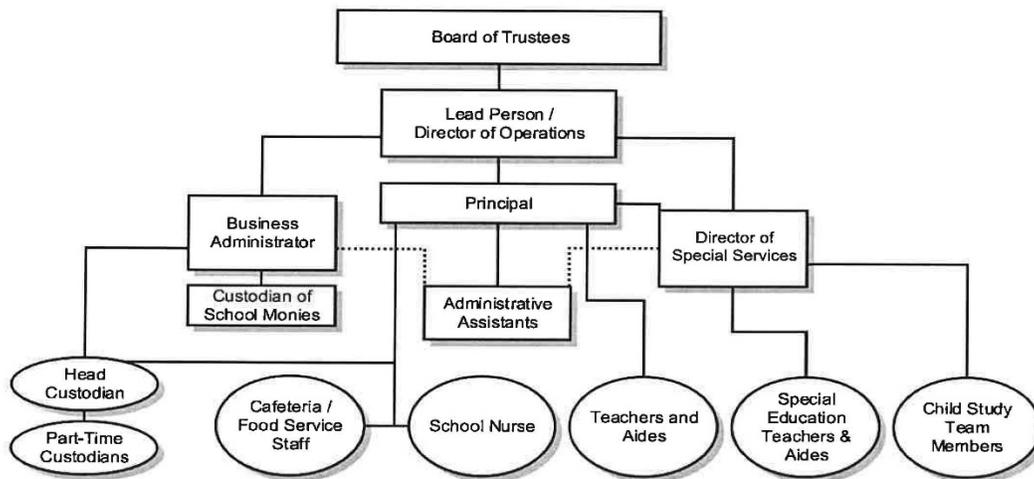 Board of Trustees
Lead Person /
Director of Operations
Principal
Business
Administrator
Director of
Special Services
Custodian of
School Monies
Administrative
Assistants
Head
Custodian
Part-Time
Custodians
Cafeteria /
Food Service
Staff
School Nurse
Teachers and
Aides
Special
Education
Teachers &
Aides
Child Study
Team
Members